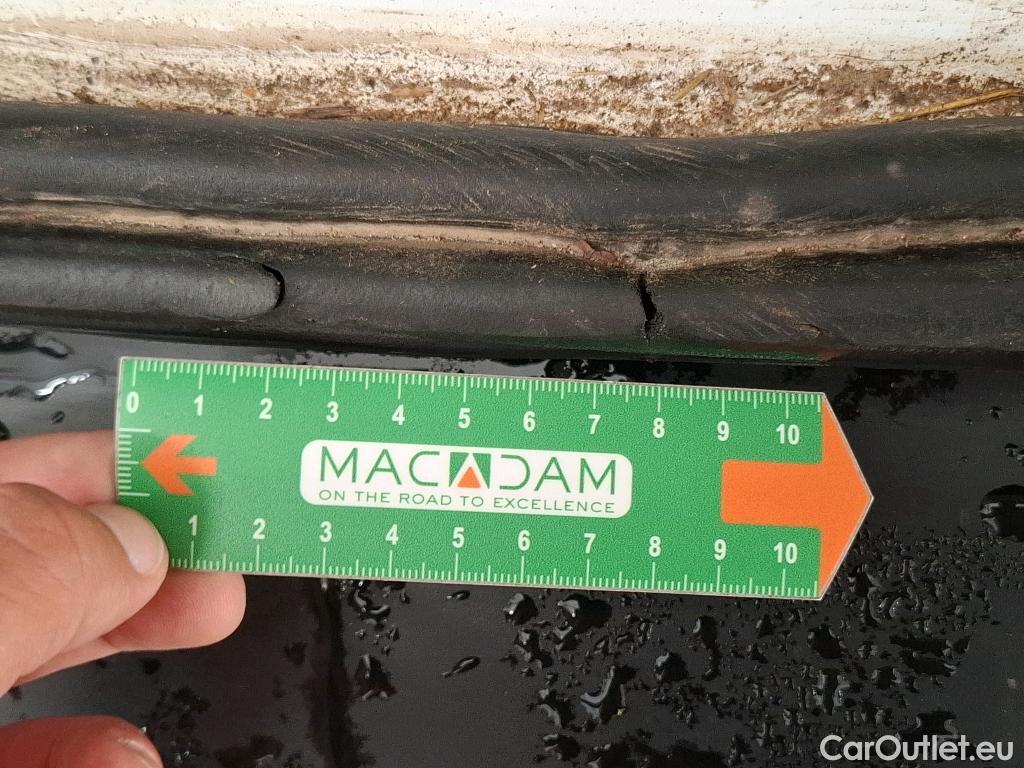 0 1 2 3 4 5 6 7 8 9 10
MACADAM
ON THE ROAD TO EXCELLENCE
1 2 3 4 5 6 7 8 9 10
CarOutlet.eu